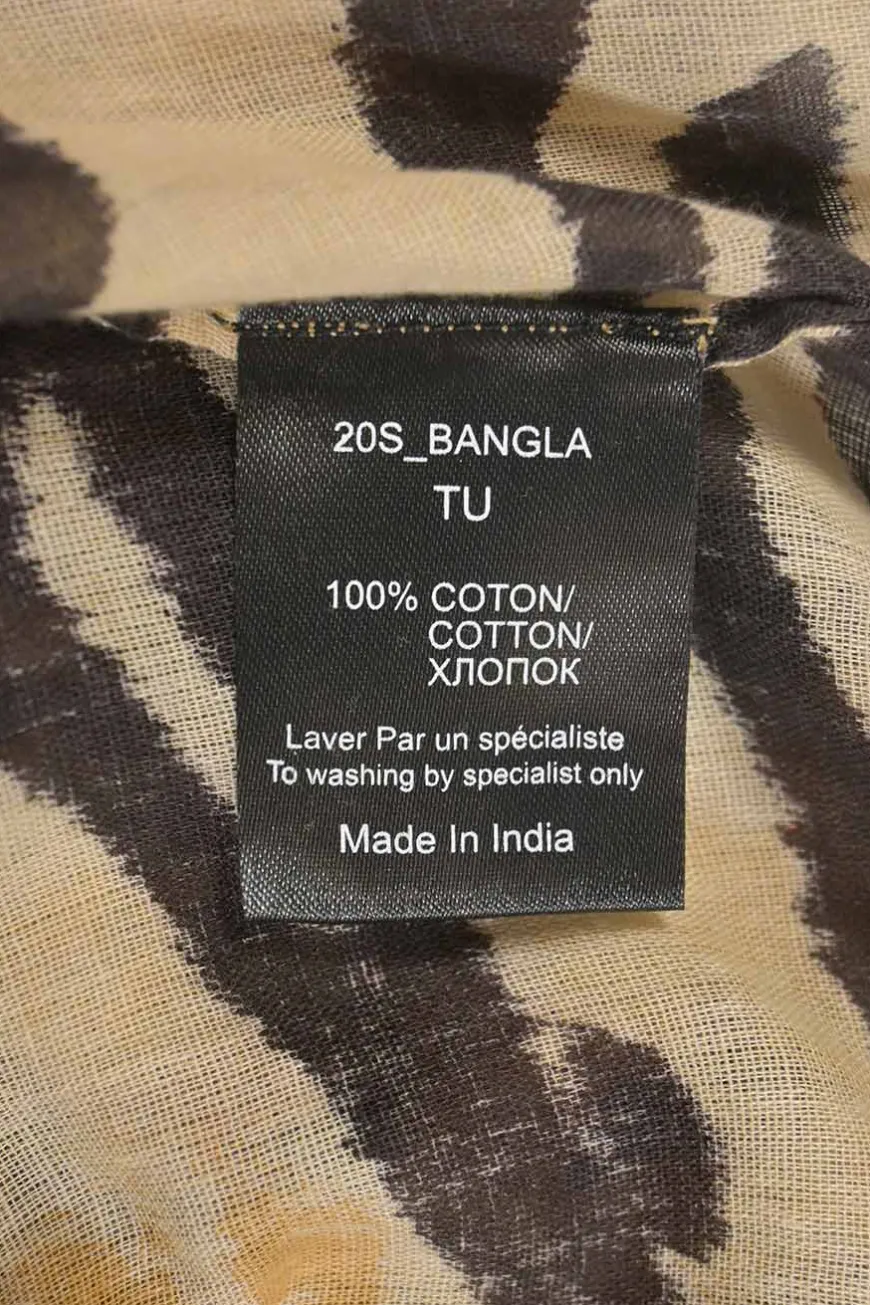 20S_BANGLA
TU
100% COTON/
COTTON/
ХЛОПОК
Laver Par un spécialiste
To washing by specialist only
Made In India